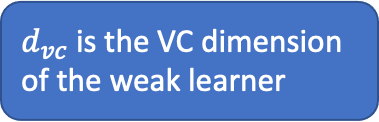 d_vc is the VC dimension
of the weak learner